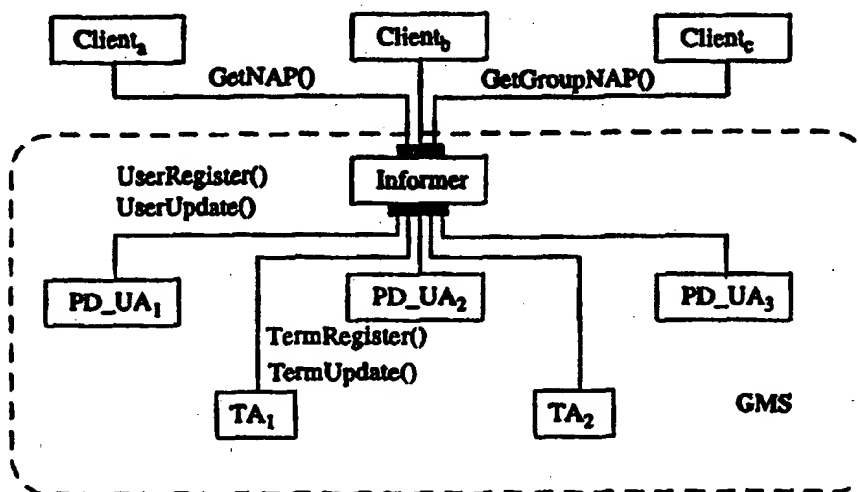 Client_a
Client_b
Client_c
GetNAP()
GetGroupNAP()
UserRegister()
UserUpdate()
Informer
PD_UA_1
PD_UA_2
PD_UA_3
TermRegister()
TermUpdate()
TA_1
TA_2
GMS